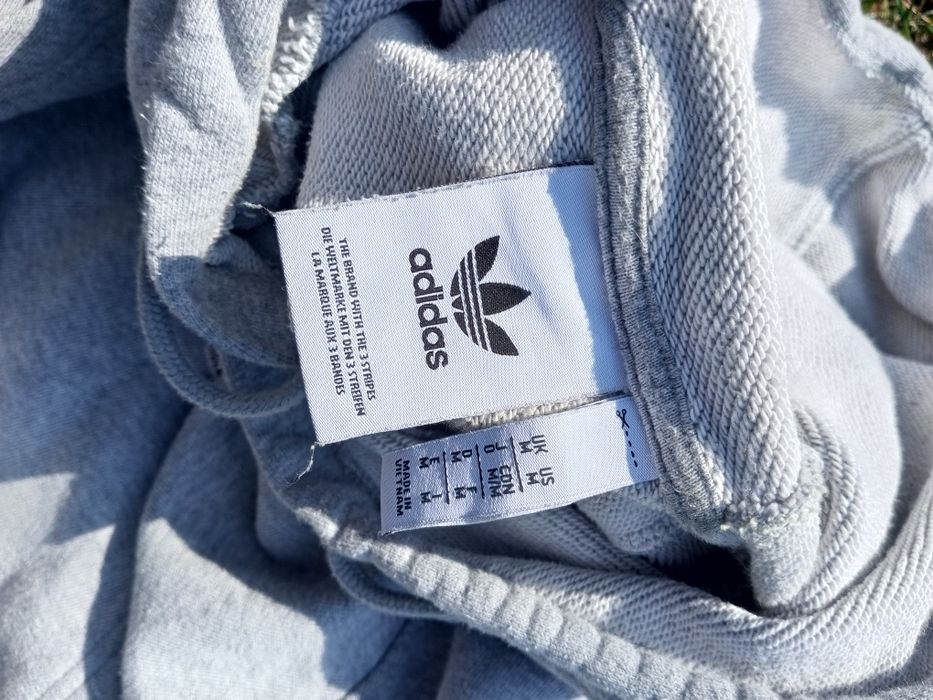 adidas
THE BRAND WITH THE 3 STRIPES
DIE WELTMARKE MIT DEN 3 STREIFEN
LA MARQUE AUX 3 BANDES
UK US
M M
J CDN
O M/M
D F
M M
E I
M M
MADE IN
VIETNAM